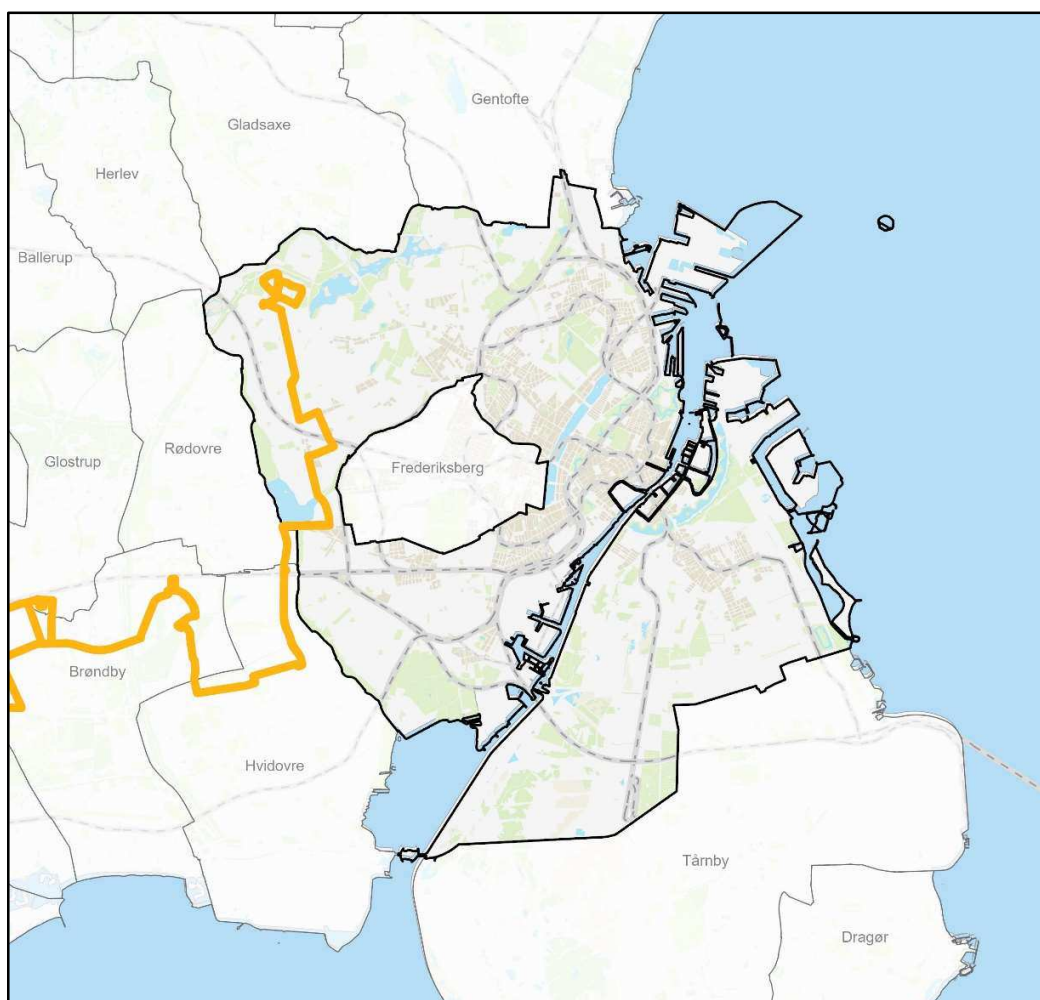 Gentofte
Gladsaxe
Herlev
Ballerup
Rødovre
Glostrup
Frederiksberg
Brøndby
Hvidovre
Tårnby
Dragør